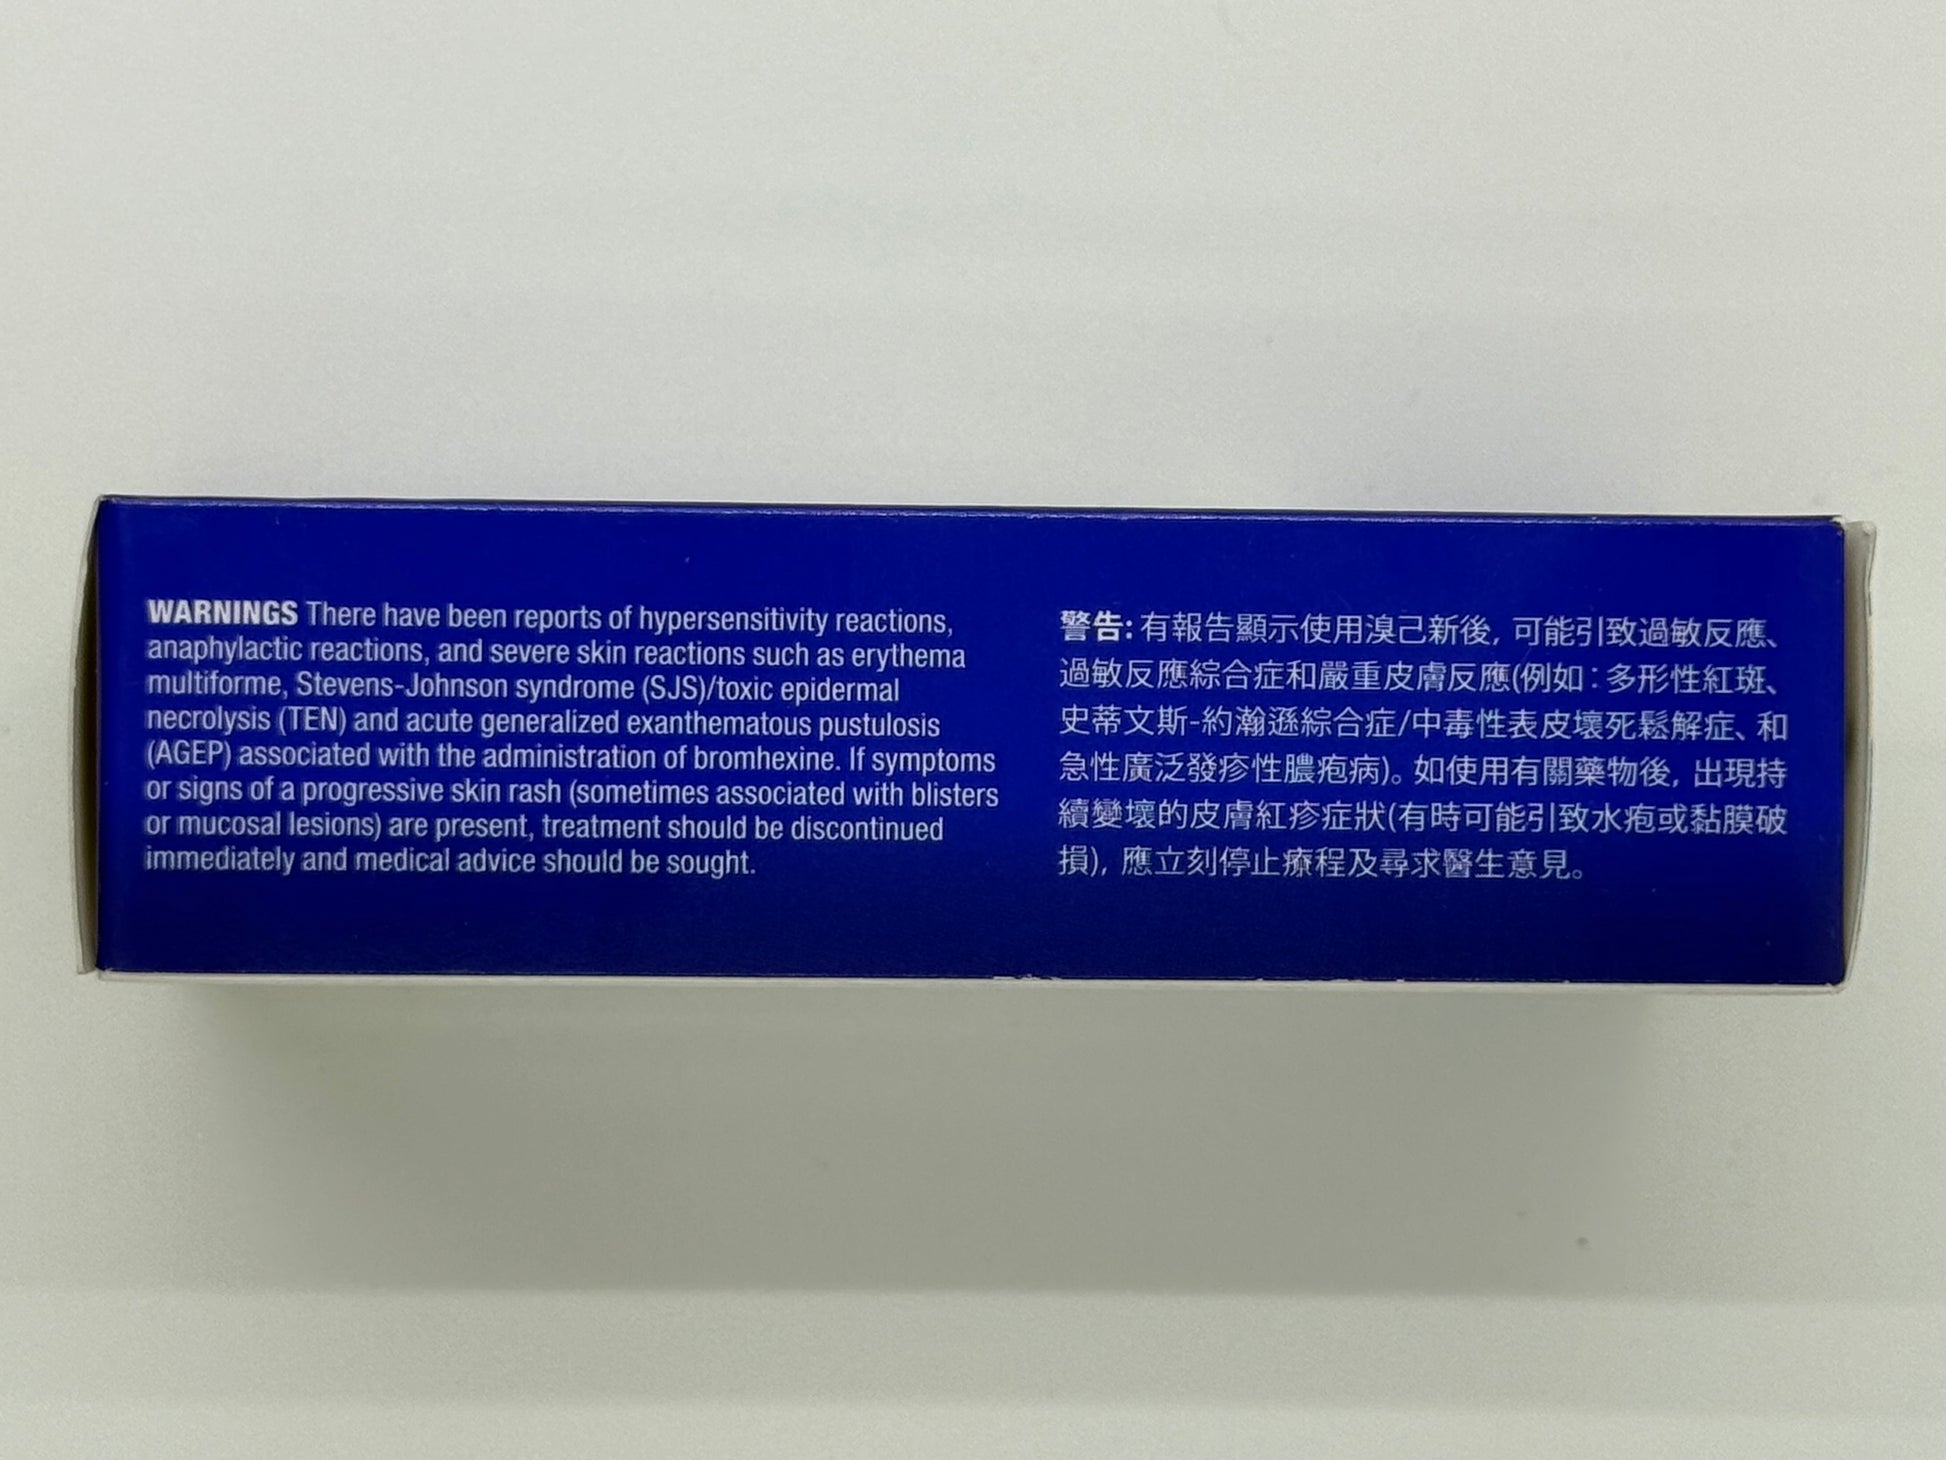 WARNINGS There have been reports of hypersensitivity reactions,
anaphylactic reactions, and severe skin reactions such as erythema
multiforme, Stevens-Johnson syndrome (SJS)/toxic epidermal
necrolysis (TEN) and acute generalized exanthematous pustulosis
(AGEP) associated with the administration of bromhexine. If symptoms
or signs of a progressive skin rash (sometimes associated with blisters
or mucosal lesions) are present, treatment should be discontinued
immediately and medical advice should be sought.
警告: 有報告顯示使用溴己新後, 可能引致過敏反應、
過敏反應綜合症和嚴重皮膚反應(例如：多形性紅斑、
史蒂文斯-約瀚遜綜合症/中毒性表皮壞死鬆解症、和
急性廣泛發疹性膿疱病)。如使用有關藥物後, 出現持
續變壞的皮膚紅疹症狀(有時可能引致水疱或黏膜破
損), 應立刻停止療程及尋求醫生意見。